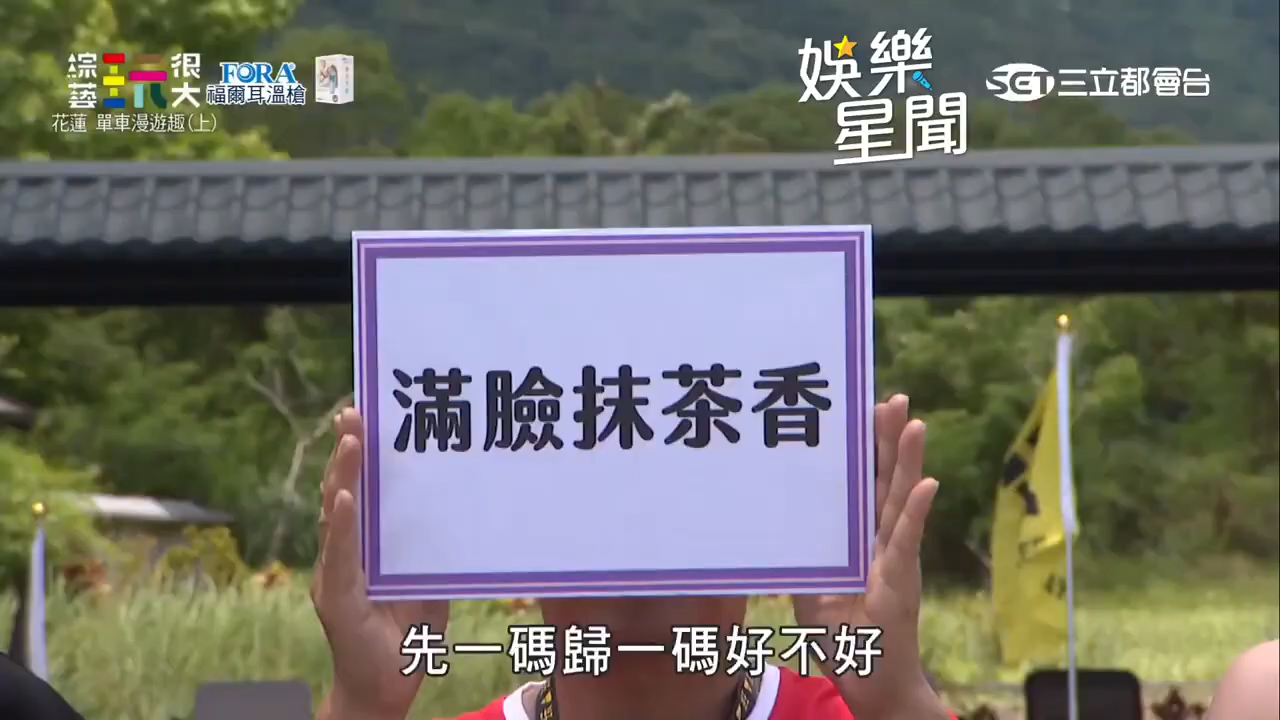 綜藝玩很大
FORA
福爾耳溫槍
花蓮 單車漫遊趣(上)
娛樂
星聞
SET三立都會台
滿臉抹茶香
先一碼歸一碼好不好